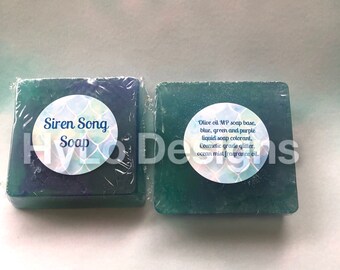 Siren Song
Soap
Olive oil MP soap base,
blue, green and purple
liquid soap colorant,
Cosmetic grade glitter,
ocean mist fragrance oil.
HyLo Designs